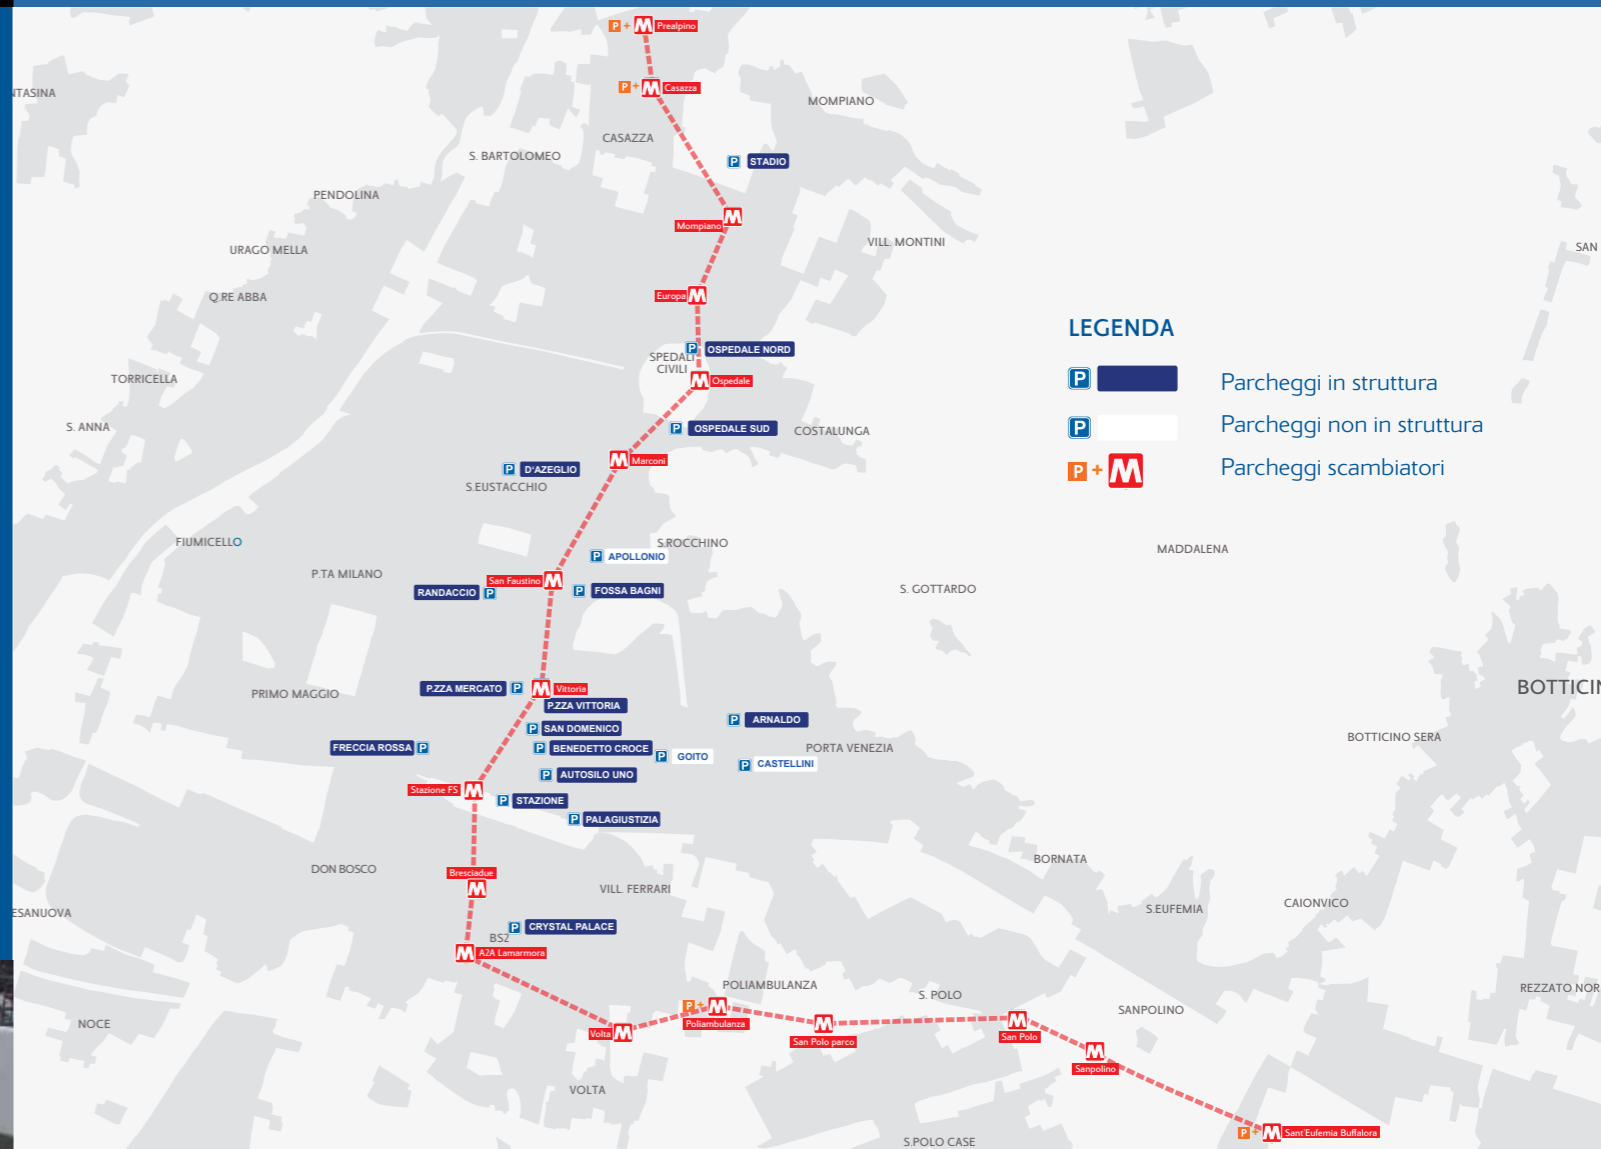 P + M Prealpino
P + M Casazza
NTASINA
MOMPIANO
CASAZZA
S. BARTOLOMEO
P STADIO
PENDOLINA
M
Mompiano
VILL. MONTINI
SAN
URAGO MELLA
Q.RE ABBA
Europa M
LEGENDA
P OSPEDALE NORD
SPEDALI
CIVILI
M Ospedale
P Parcheggi in struttura
P Parcheggi non in struttura
P + M Parcheggi scambiatori
TORRICELLA
S. ANNA
P OSPEDALE SUD
COSTALUNGA
M Marconi
P D'AZEGLIO
S.EUSTACCHIO
FIUMICELLO
S.ROCCHINO
MADDALENA
P APOLLONIO
P.TA MILANO
San Faustino M
RANDACCIO P
P FOSSA BAGNI
S. GOTTARDO
P.ZZA MERCATO P
M Vittoria
PRIMO MAGGIO
BOTTICIN
P.ZZA VITTORIA
P ARNALDO
P SAN DOMENICO
BOTTICINO SERA
FRECCIA ROSSA P
P BENEDETTO CROCE
PORTA VENEZIA
P GOITO
P CASTELLINI
P AUTOSILO UNO
Stazione FS M
P STAZIONE
P PALAGIUSTIZIA
BORNATA
DON BOSCO
Bresciadue
M
VILL. FERRARI
CAIONVICO
S.EUFEMIA
ESANUOVA
P CRYSTAL PALACE
BS2
M A2A Lamarmora
POLIAMBULANZA
REZZATO NOR
S. POLO
P + M
Poliambulanza
SANPOLINO
NOCE
Volta M
M
San Polo parco
M
San Polo
M
Sanpolino
VOLTA
P + M Sant'Eufemia Buffalora
S.POLO CASE